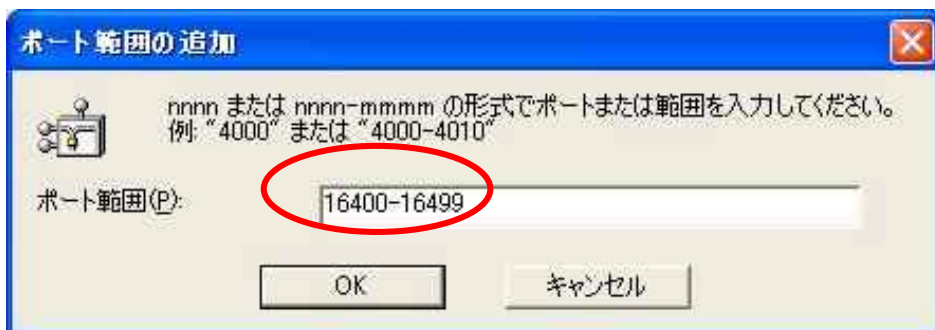 ポート範囲の追加
nnnn または nnnn-mmmm の形式でポートまたは範囲を入力してください。
例: "4000" または "4000-4010"
ポート範囲(P):
16400-16499
OK
キャンセル